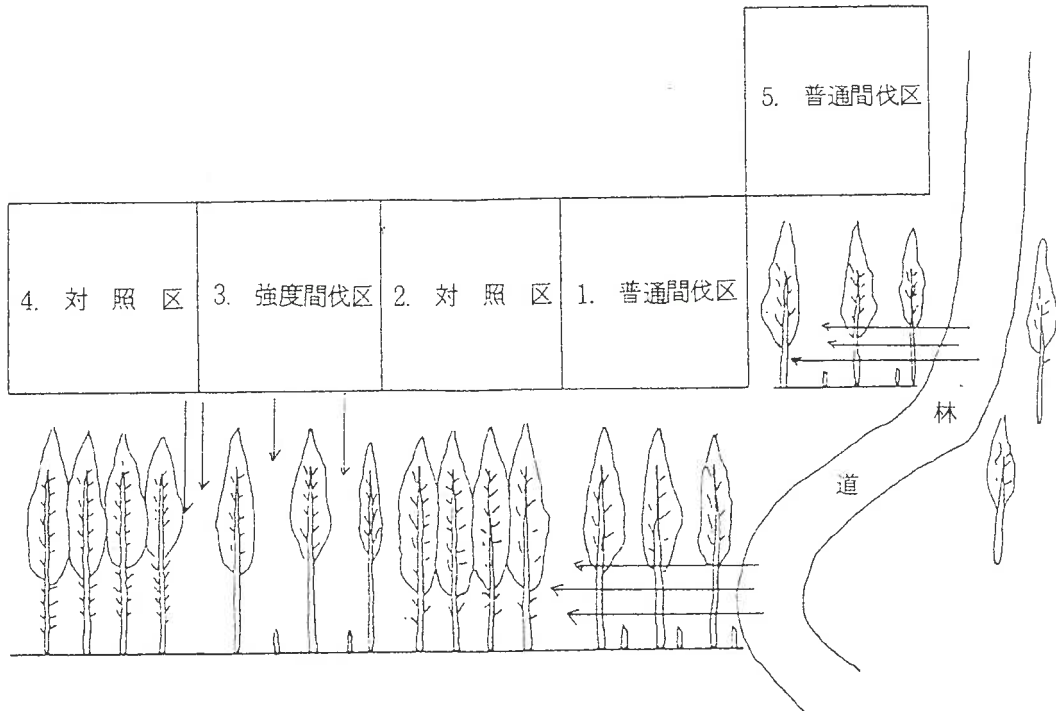 5. 普通間伐区
4. 対照区
3. 強度間伐区
2. 対照区
1. 普通間伐区
林
道